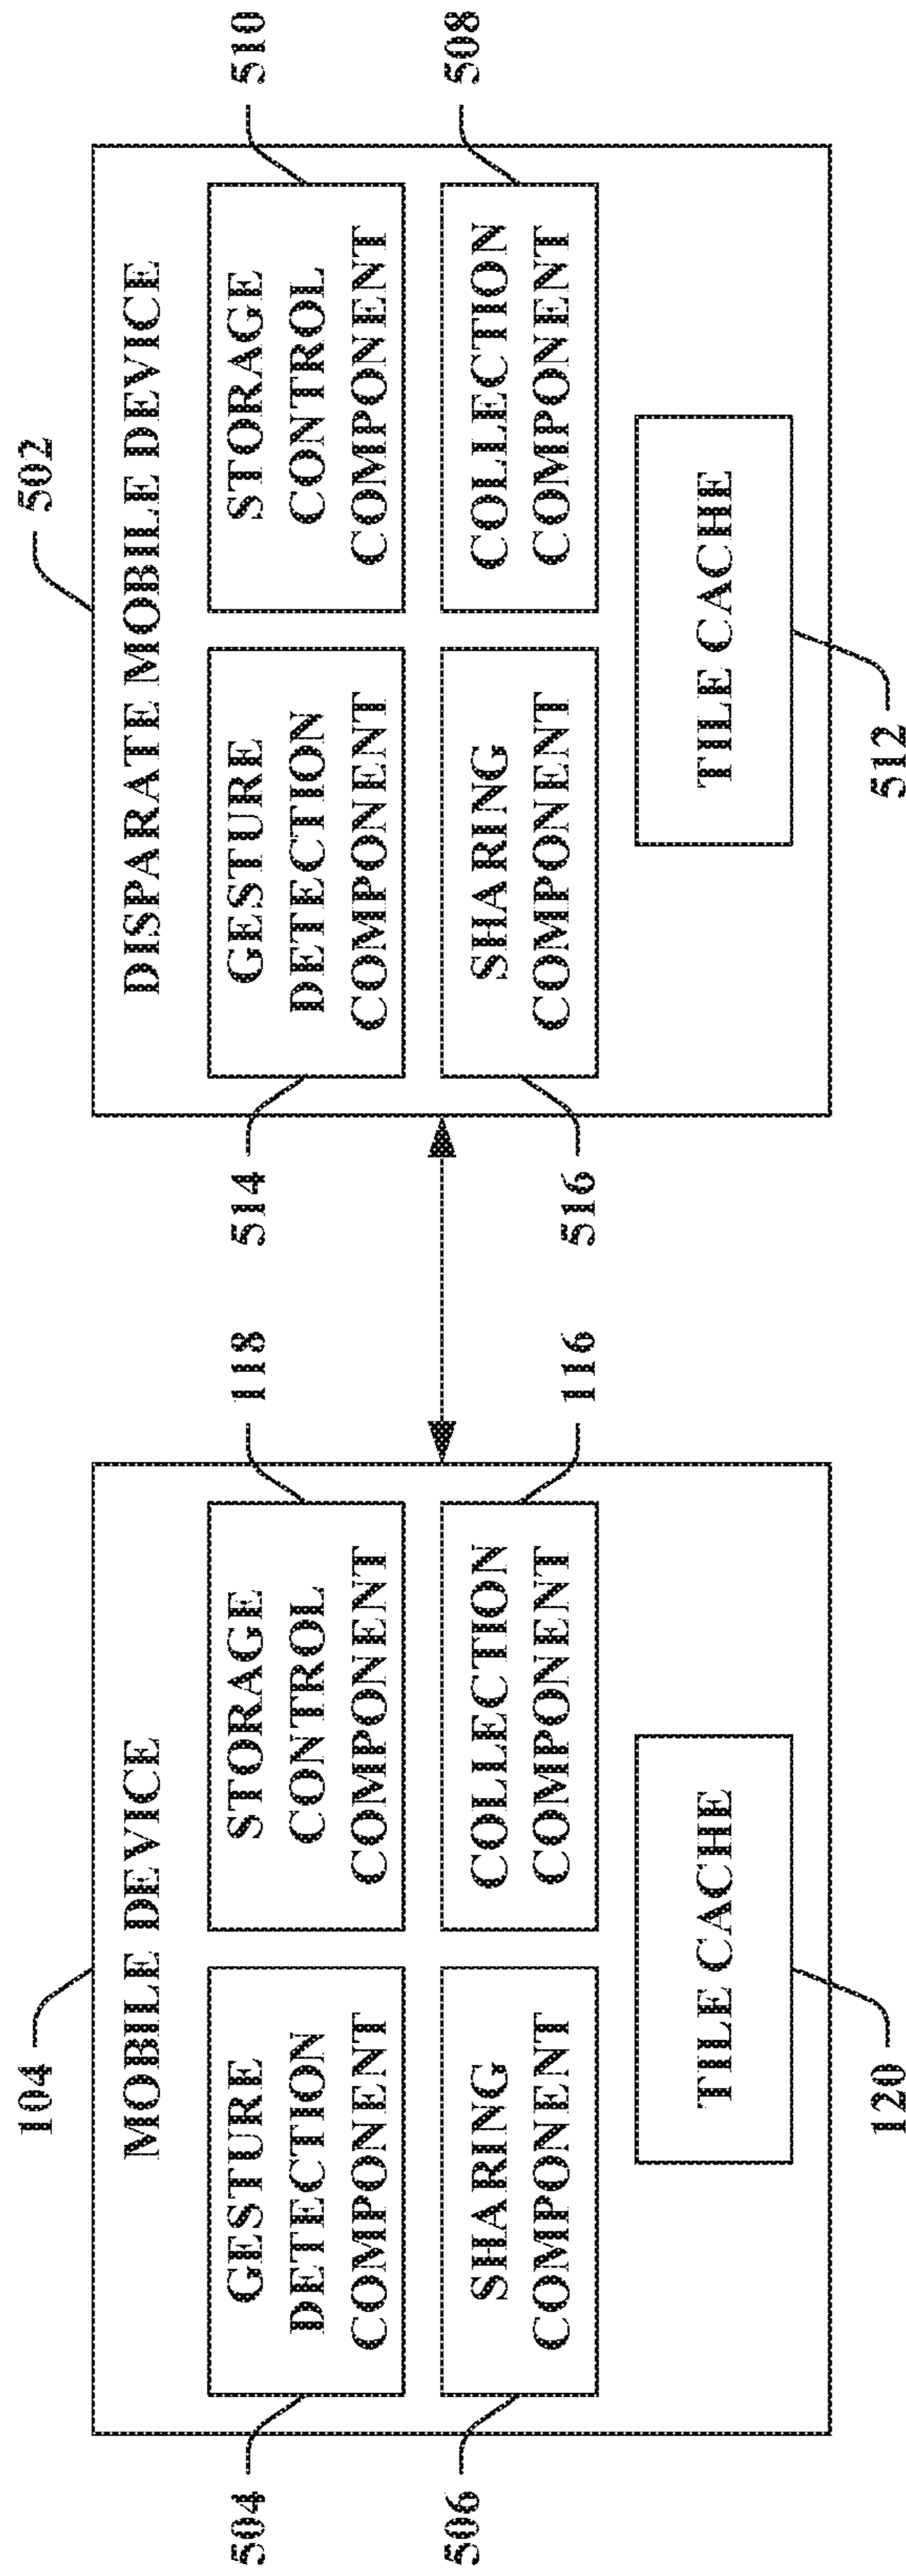 104
MOBILE DEVICE
504
GESTURE
DETECTION
COMPONENT
118
STORAGE
CONTROL
COMPONENT
506
SHARING
COMPONENT
116
COLLECTION
COMPONENT
TILE CACHE
120
502
DISPARATE MOBILE DEVICE
514
GESTURE
DETECTION
COMPONENT
510
STORAGE
CONTROL
COMPONENT
516
SHARING
COMPONENT
508
COLLECTION
COMPONENT
TILE CACHE
512